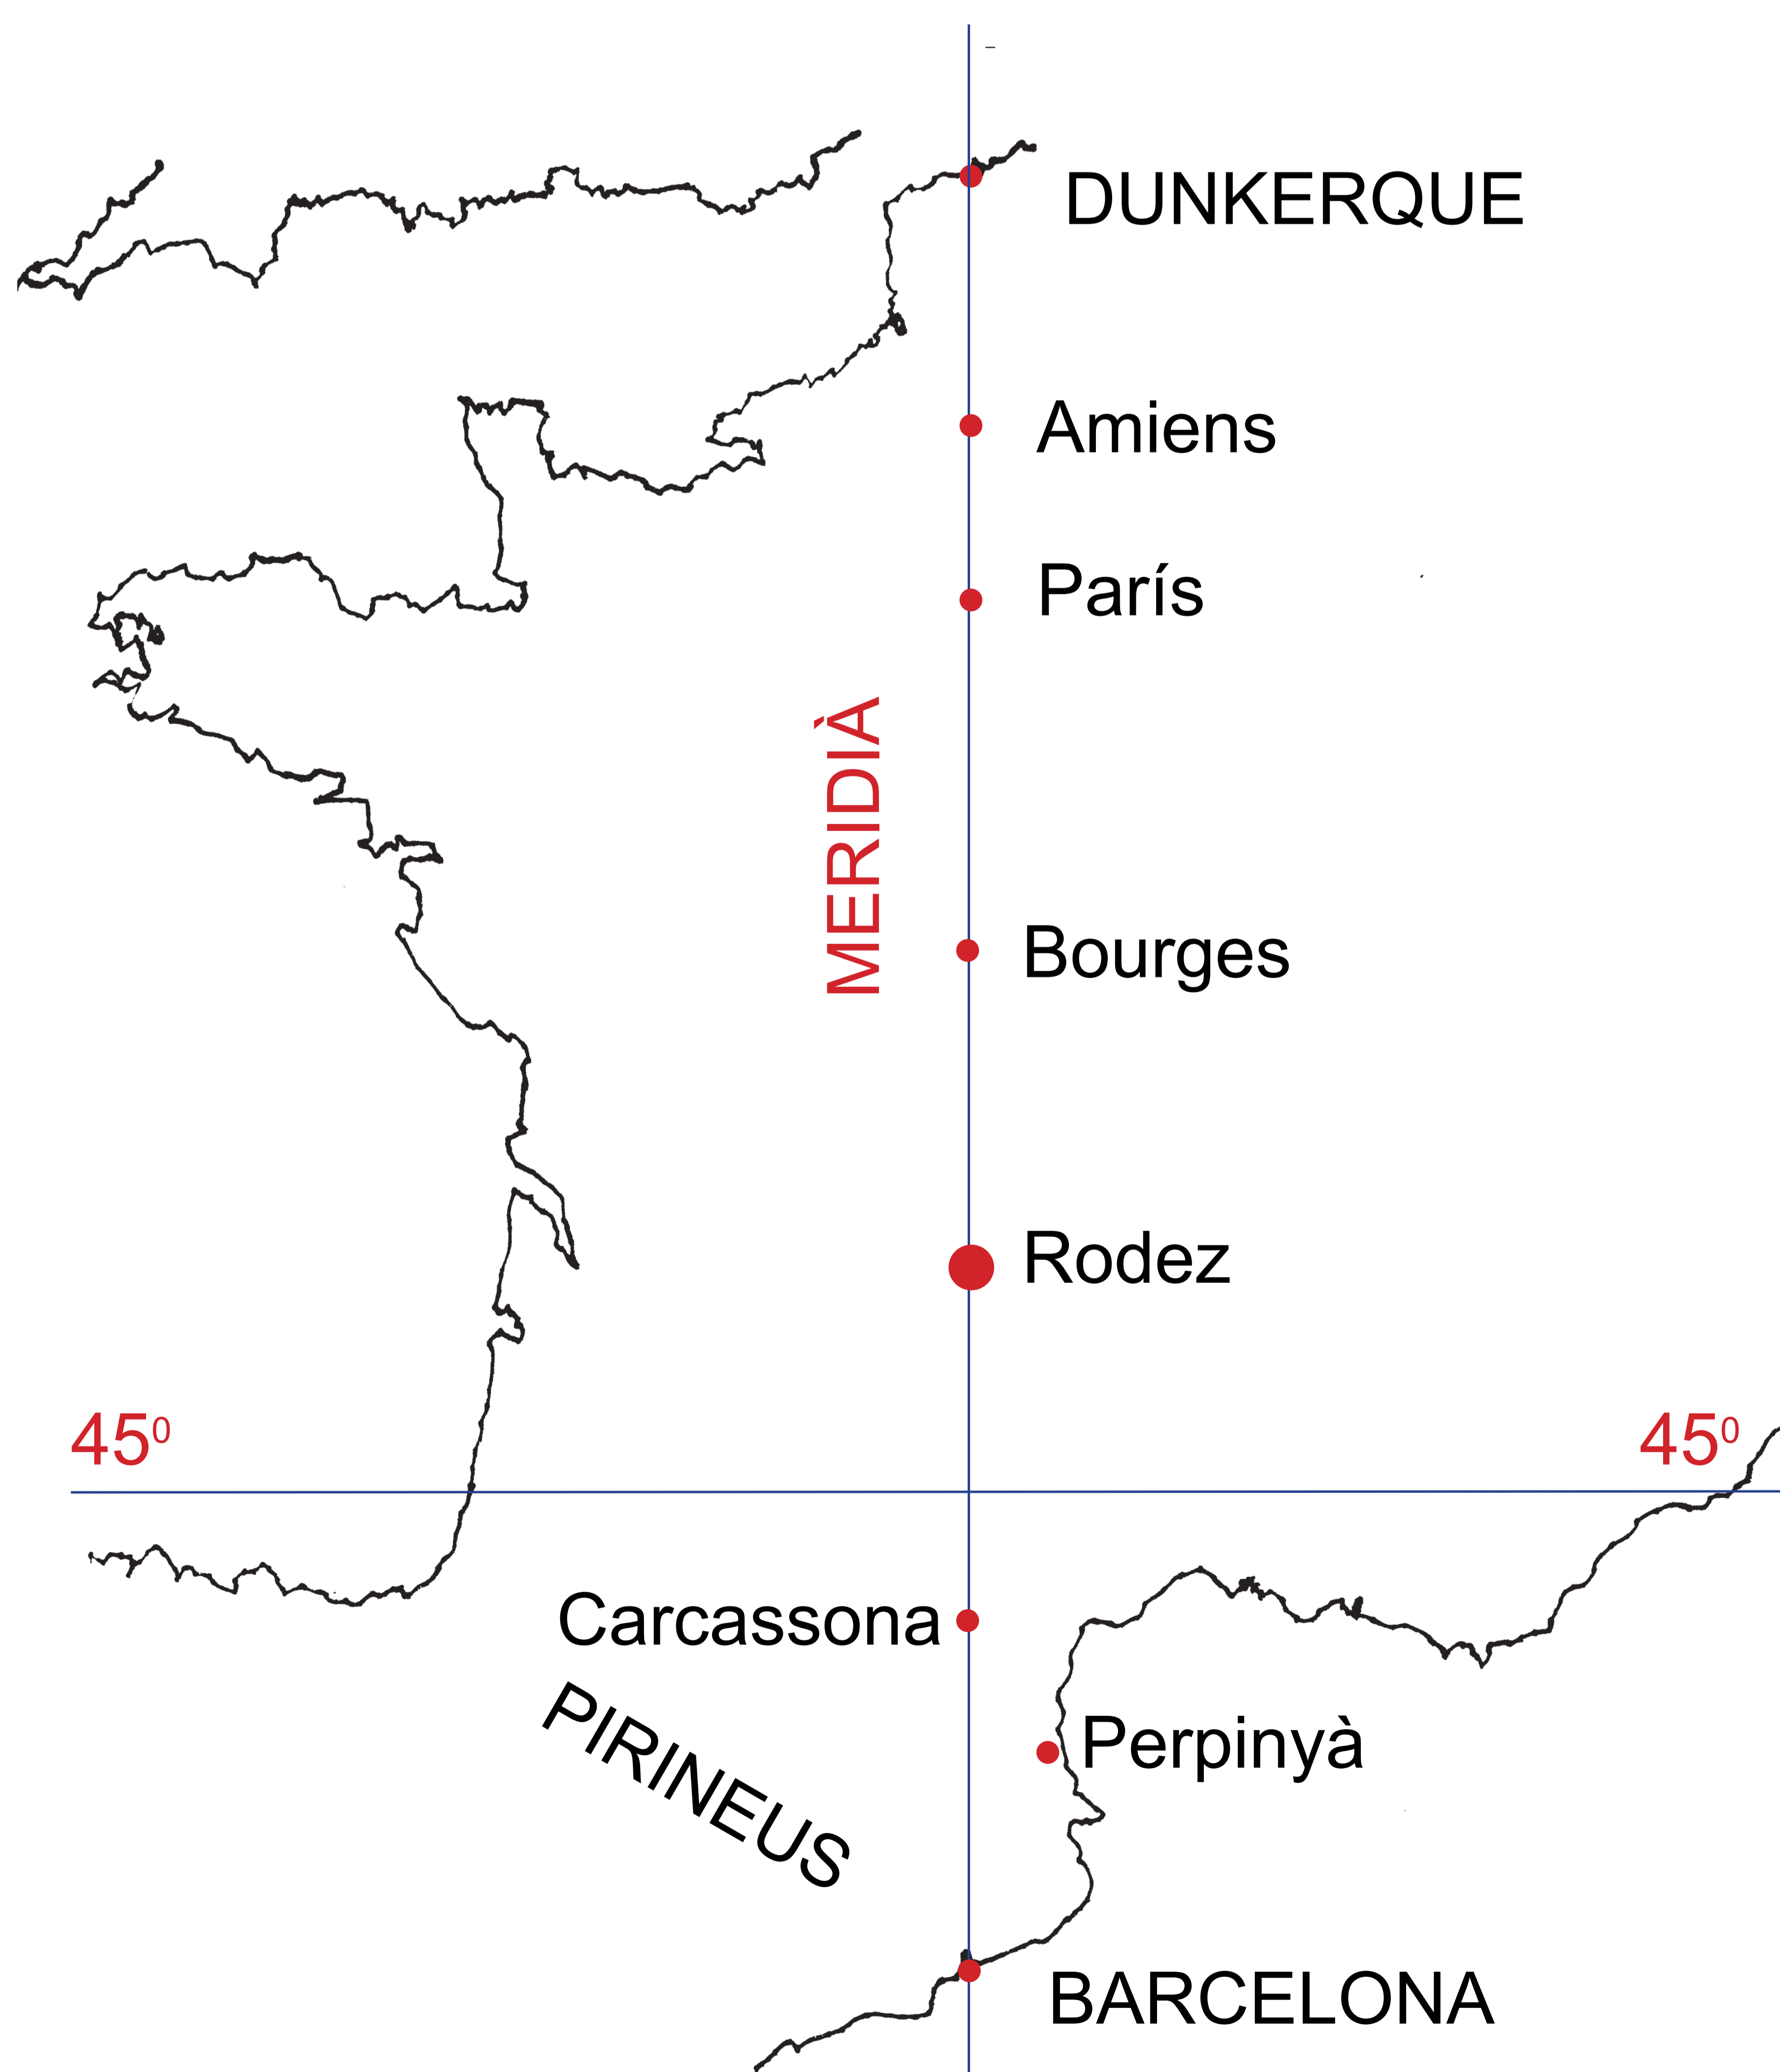 DUNKERQUE
Amiens
París
MERIDIÀ
Bourges
Rodez
45⁰
45⁰
Carcassona
PIRINEUS
Perpinyà
BARCELONA